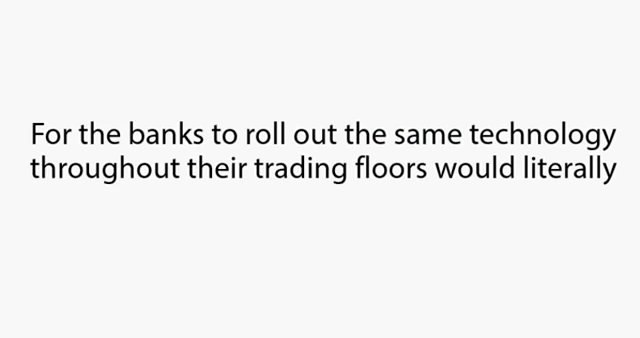 For the banks to roll out the same technology
throughout their trading floors would literally